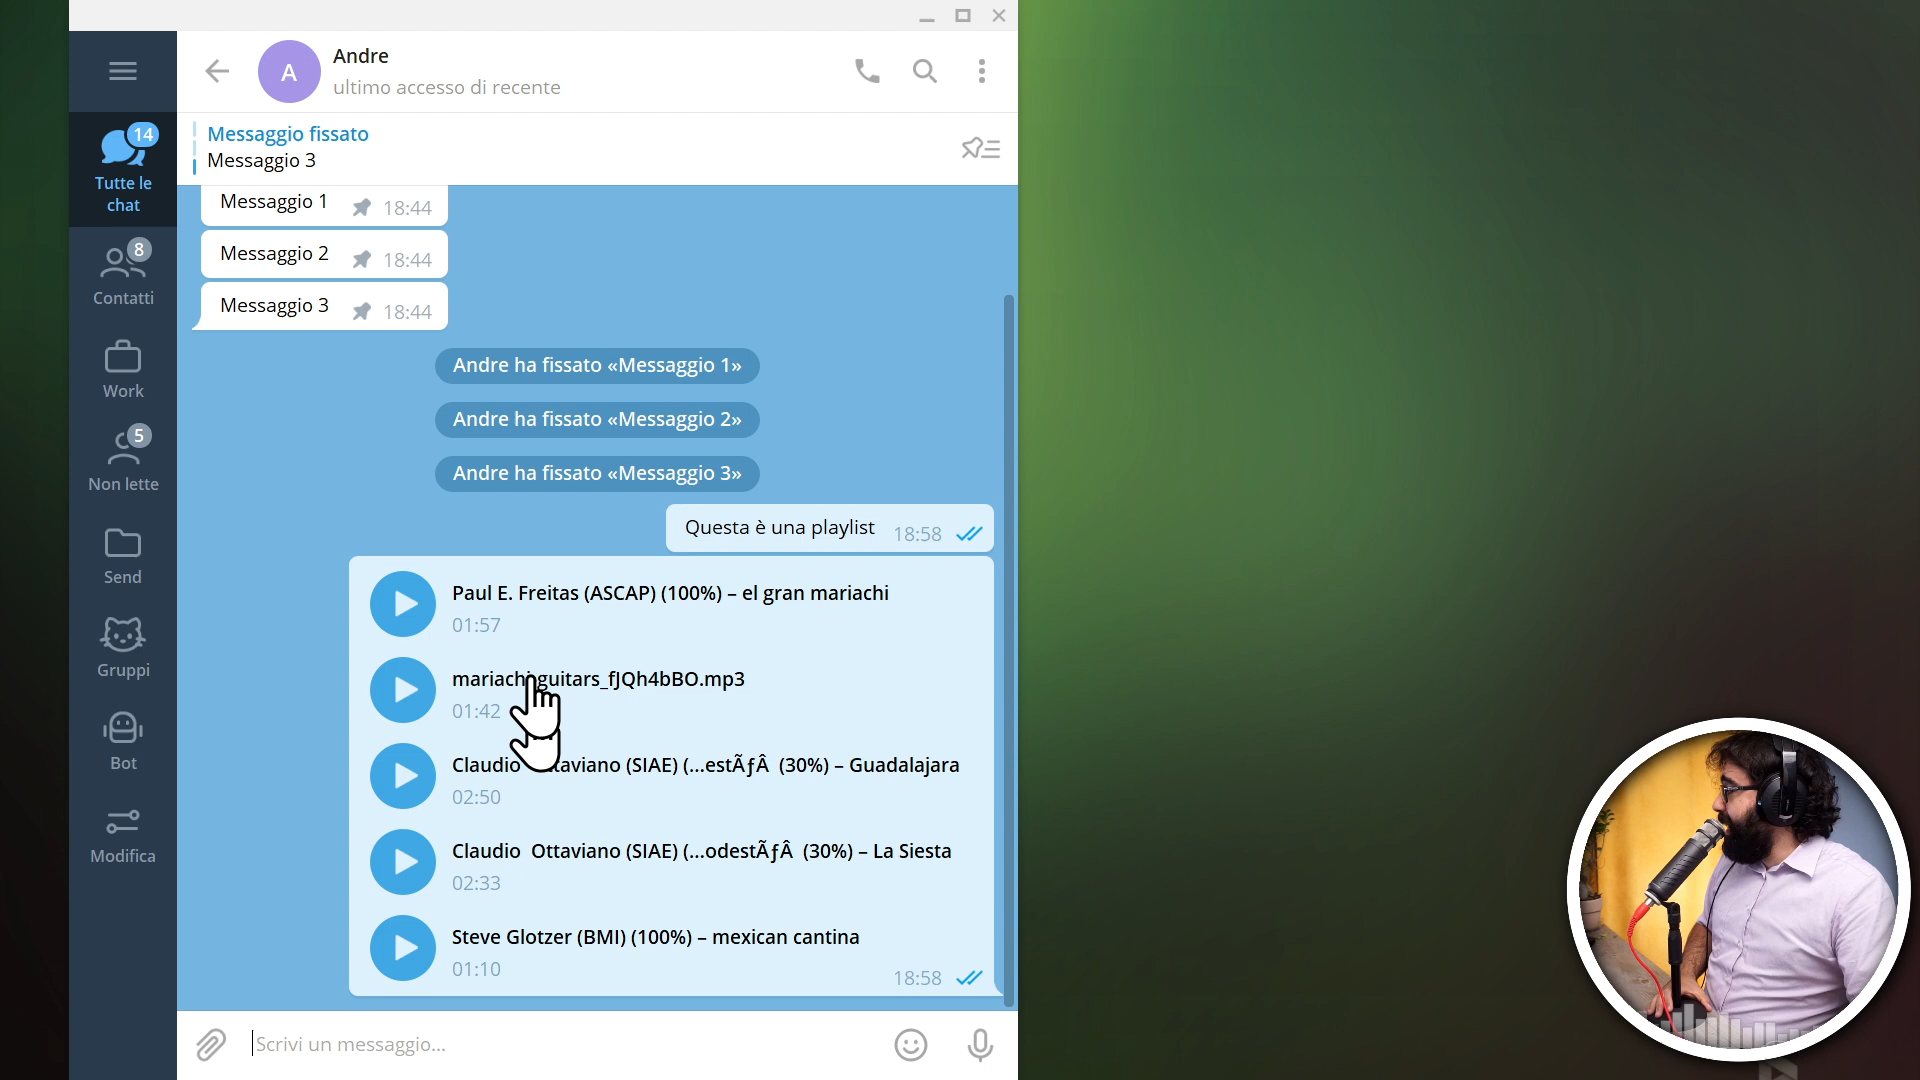 Andre
ultimo accesso di recente
14
Tutte le
chat
8
Contatti
Work
5
Non lette
Send
Gruppi
Bot
Modifica
Messaggio fissato
Messaggio 3
Messaggio 1 18:44
Messaggio 2 18:44
Messaggio 3 18:44
Andre ha fissato «Messaggio 1»
Andre ha fissato «Messaggio 2»
Andre ha fissato «Messaggio 3»
Questa è una playlist 18:58
Paul E. Freitas (ASCAP) (100%) – el gran mariachi
01:57
mariachiguitars_fJQh4bBO.mp3
01:42
Claudio Ottaviano (SIAE) (...estÃƒÂ (30%) – Guadalajara
02:50
Claudio  Ottaviano (SIAE) (...odestÃƒÂ (30%) – La Siesta
02:33
Steve Glotzer (BMI) (100%) – mexican cantina
01:10
18:58
Scrivi un messaggio...
A